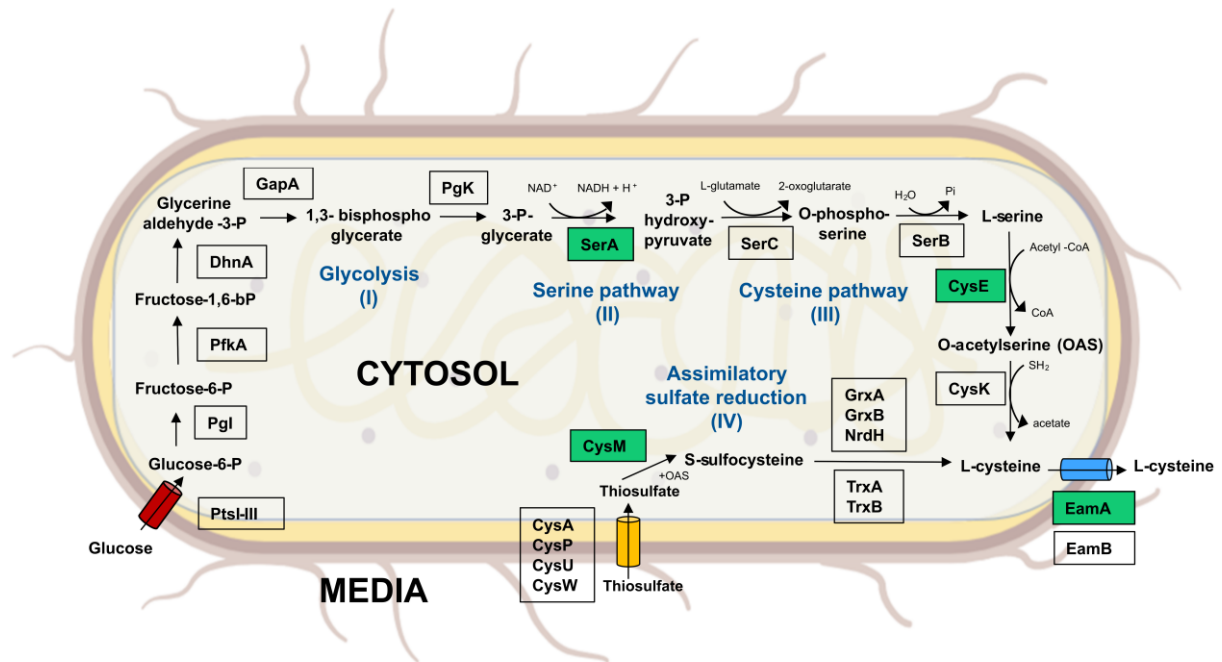 GapA
PgK
NAD⁺
NADH + H⁺
L-glutamate
2-oxoglutarate
H₂O
Pi
Glycerine
aldehyde -3-P
1,3- bisphospho
glycerate
3-P-
glycerate
3-P
hydroxy-
pyruvate
O-phospho-
serine
L-serine
SerA
SerC
SerB
DhnA
Glycolysis
(I)
Serine pathway
(II)
Cysteine pathway
(III)
Acetyl -CoA
CysE
CoA
Fructose-1,6-bP
PfkA
O-acetylserine (OAS)
CYTOSOL
Assimilatory
sulfate reduction
(IV)
SH₂
CysK
acetate
Fructose-6-P
PgI
GrxA
GrxB
NrdH
CysM
Glucose-6-P
S-sulfocysteine
L-cysteine
L-cysteine
+OAS
Thiosulfate
TrxA
TrxB
PtsI-III
EamA
EamB
Glucose
CysA
CysP
CysU
CysW
Thiosulfate
MEDIA